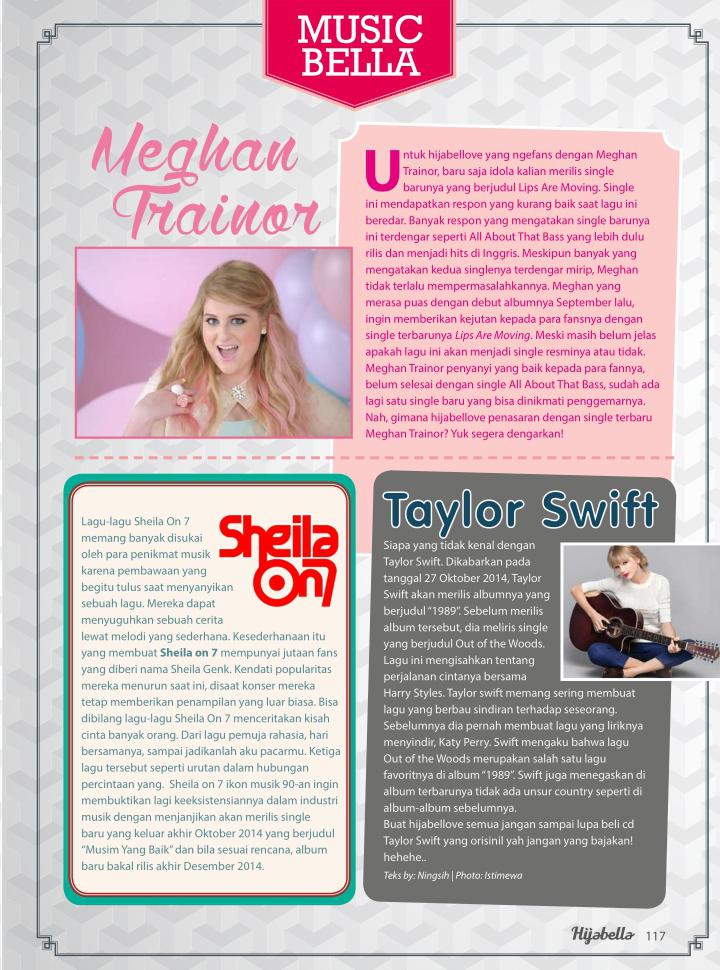 MUSIC
BELLA
Meghan
Trainor
Untuk hijabellove yang ngefans dengan Meghan
Trainor, baru saja idola kalian merilis single
barunya yang berjudul Lips Are Moving. Single
ini mendapatkan respon yang kurang baik saat lagu ini
beredar. Banyak respon yang mengatakan single barunya
ini terdengar seperti All About That Bass yang lebih dulu
rilis dan menjadi hits di Inggris. Meskipun banyak yang
mengatakan kedua singlenya terdengar mirip, Meghan
tidak terlalu mempermasalahkannya. Meghan yang
merasa puas dengan debut albumnya September lalu,
ingin memberikan kejutan kepada para fansnya dengan
single terbarunya Lips Are Moving. Meski masih belum jelas
apakah lagu ini akan menjadi single resminya atau tidak.
Meghan Trainor penyanyi yang baik kepada para fannya,
belum selesai dengan single All About That Bass, sudah ada
lagi satu single baru yang bisa dinikmati penggemarnya.
Nah, gimana hijabellove penasaran dengan single terbaru
Meghan Trainor? Yuk segera dengarkan!
Sheila
On7
Lagu-lagu Sheila On 7
memang banyak disukai
oleh para penikmat musik
karena pembawaan yang
begitu tulus saat menyanyikan
sebuah lagu. Mereka dapat
menyuguhkan sebuah cerita
lewat melodi yang sederhana. Kesederhanaan itu
yang membuat Sheila on 7 mempunyai jutaan fans
yang diberi nama Sheila Genk. Kendati popularitas
mereka menurun saat ini, disaat konser mereka
tetap memberikan penampilan yang luar biasa. Bisa
dibilang lagu-lagu Sheila On 7 menceritakan kisah
cinta banyak orang. Dari lagu pemuja rahasia, hari
bersamanya, sampai jadikanlah aku pacarmu. Ketiga
lagu tersebut seperti urutan dalam hubungan
percintaan yang. Sheila on 7 ikon musik 90-an ingin
membuktikan lagi keeksistensiannya dalam industri
musik dengan menjanjikan akan merilis single
baru yang keluar akhir Oktober 2014 yang berjudul
"Musim Yang Baik" dan bila sesuai rencana, album
baru bakal rilis akhir Desember 2014.
Taylor Swift
Siapa yang tidak kenal dengan
Taylor Swift. Dikabarkan pada
tanggal 27 Oktober 2014, Taylor
Swift akan merilis albumnya yang
berjudul "1989". Sebelum merilis
album tersebut, dia meliris single
yang berjudul Out of the Woods.
Lagu ini mengisahkan tentang
perjalanan cintanya bersama
Harry Styles. Taylor swift memang sering membuat
lagu yang berbau sindiran terhadap seseorang.
Sebelumnya dia pernah membuat lagu yang liriknya
menyindir, Katy Perry. Swift mengaku bahwa lagu
Out of the Woods merupakan salah satu lagu
favoritnya di album "1989". Swift juga menegaskan di
album terbarunya tidak ada unsur country seperti di
album-album sebelumnya.
Buat hijabellove semua jangan sampai lupa beli cd
Taylor Swift yang orisinil yah jangan yang bajakan!
hehehe..
Teks by: Ningsih | Photo: Istimewa
Hijabella 117